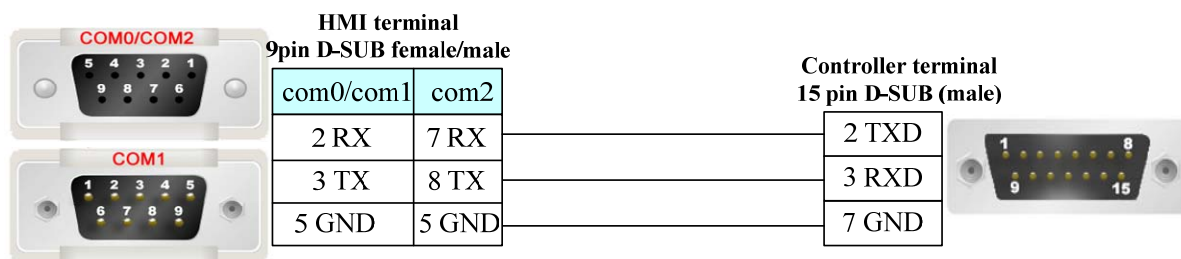 COM0/COM2
5 4 3 2 1
9 8 7 6
COM1
1 2 3 4 5
6 7 8 9
HMI terminal
9pin D-SUB female/male
com0/com1 com2
2 RX 7 RX
3 TX 8 TX
5 GND 5 GND
Controller terminal
15 pin D-SUB (male)
2 TXD
3 RXD
7 GND
1 8
9 15